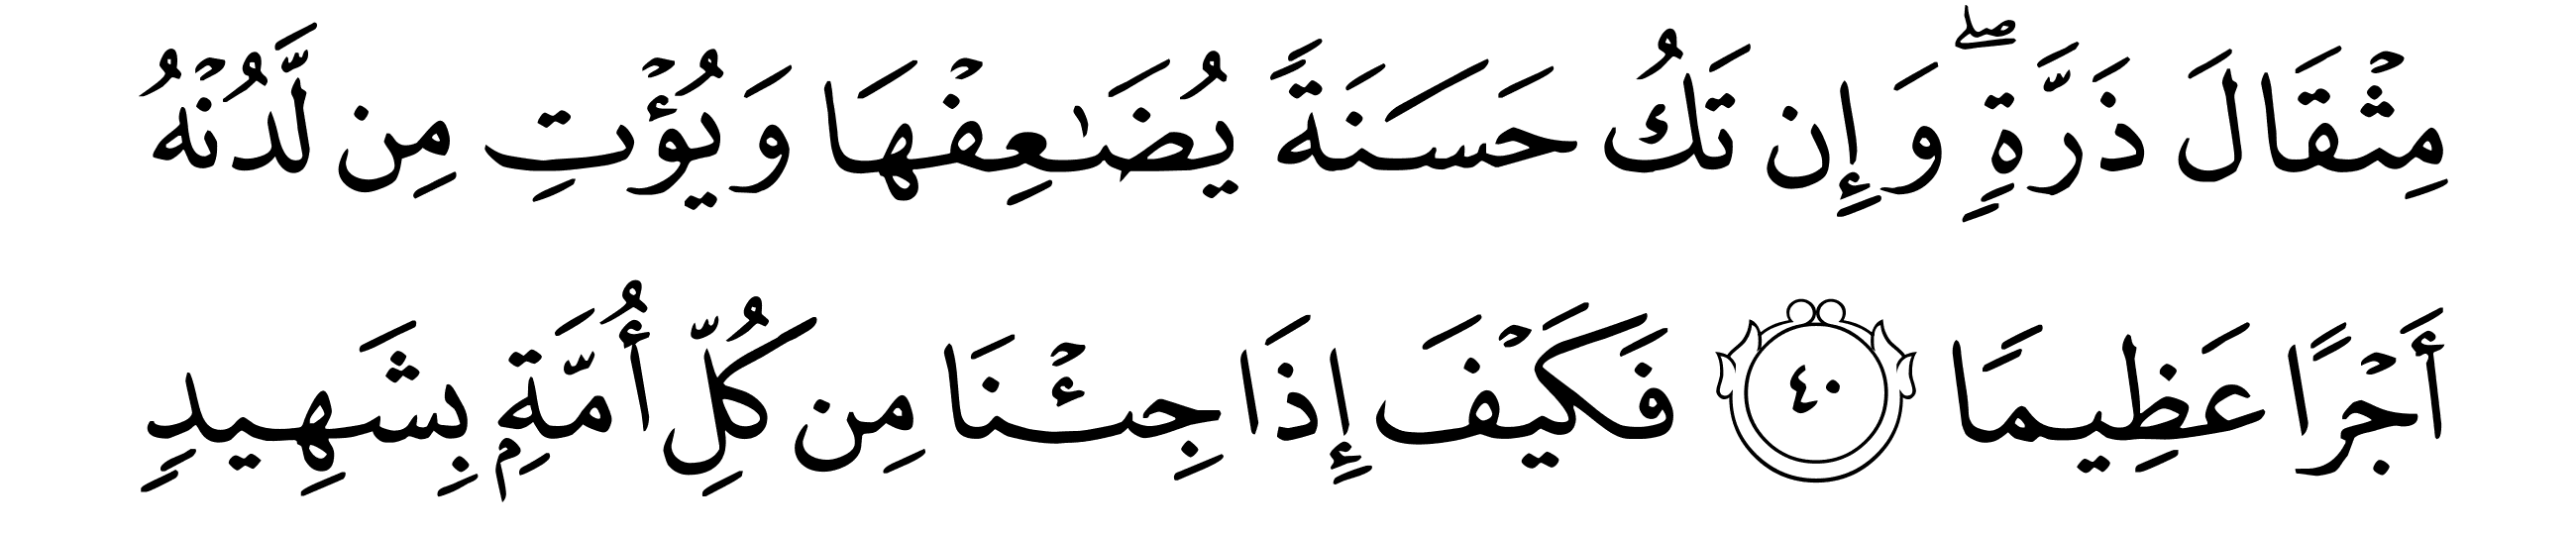 مِثۡقَالَ ذَرَّةٖۖ وَإِن تَكُ حَسَنَةٗ يُضَٰعِفۡهَا وَيُؤۡتِ مِن لَّدُنۡهُ
أَجۡرًا عَظِيمٗا ٤٠ فَكَيۡفَ إِذَا جِئۡنَا مِن كُلِّ أُمَّةِۭ بِشَهِيدٖ